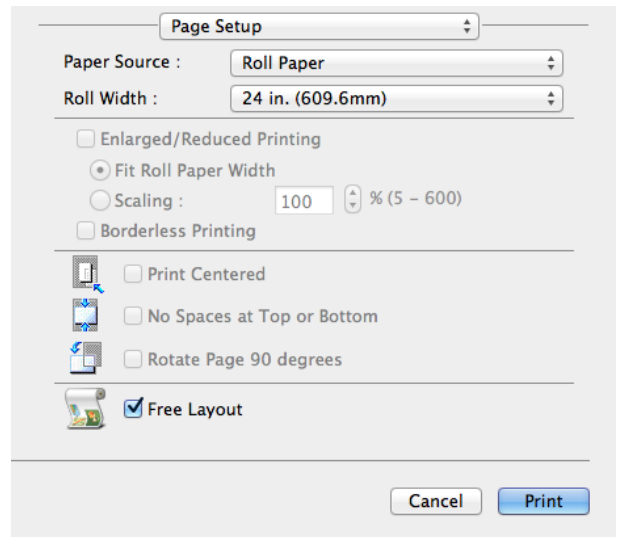 Page Setup
Paper Source : Roll Paper
Roll Width : 24 in. (609.6mm)
Enlarged/Reduced Printing
Fit Roll Paper Width
Scaling : 100 % (5 – 600)
Borderless Printing
Print Centered
No Spaces at Top or Bottom
Rotate Page 90 degrees
Free Layout
Cancel Print